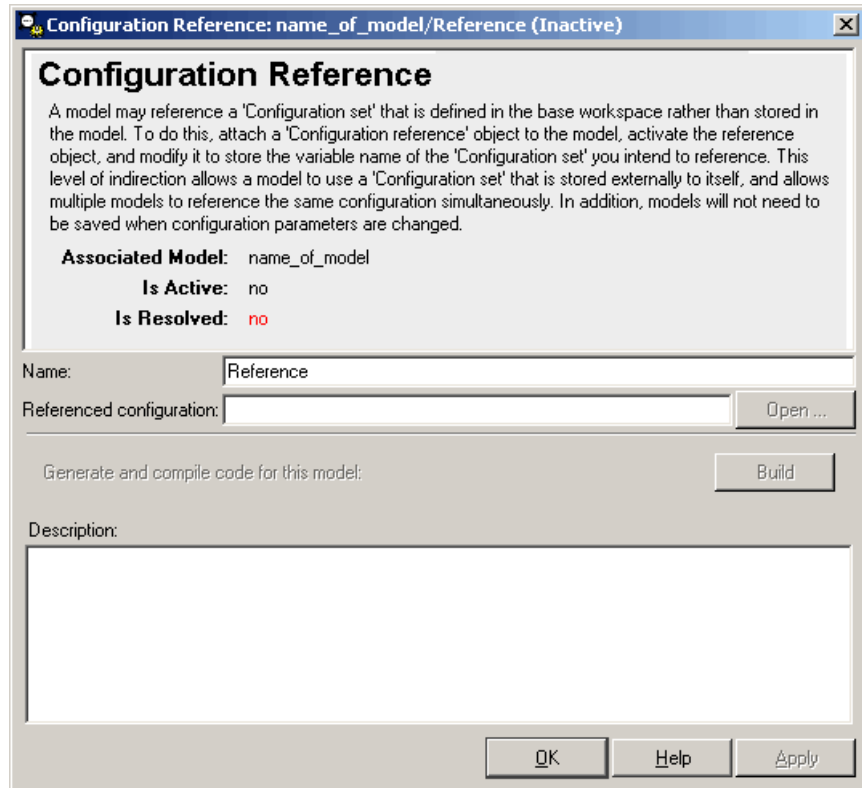 Configuration Reference: name_of_model/Reference (Inactive)
Configuration Reference
A model may reference a 'Configuration set' that is defined in the base workspace rather than stored in
the model. To do this, attach a 'Configuration reference' object to the model, activate the reference
object, and modify it to store the variable name of the 'Configuration set' you intend to reference. This
level of indirection allows a model to use a 'Configuration set' that is stored externally to itself, and allows
multiple models to reference the same configuration simultaneously. In addition, models will not need to
be saved when configuration parameters are changed.
Associated Model: name_of_model
Is Active: no
Is Resolved: no
Name: Reference
Referenced configuration: Open ...
Generate and compile code for this model: Build
Description:
OK Help Apply